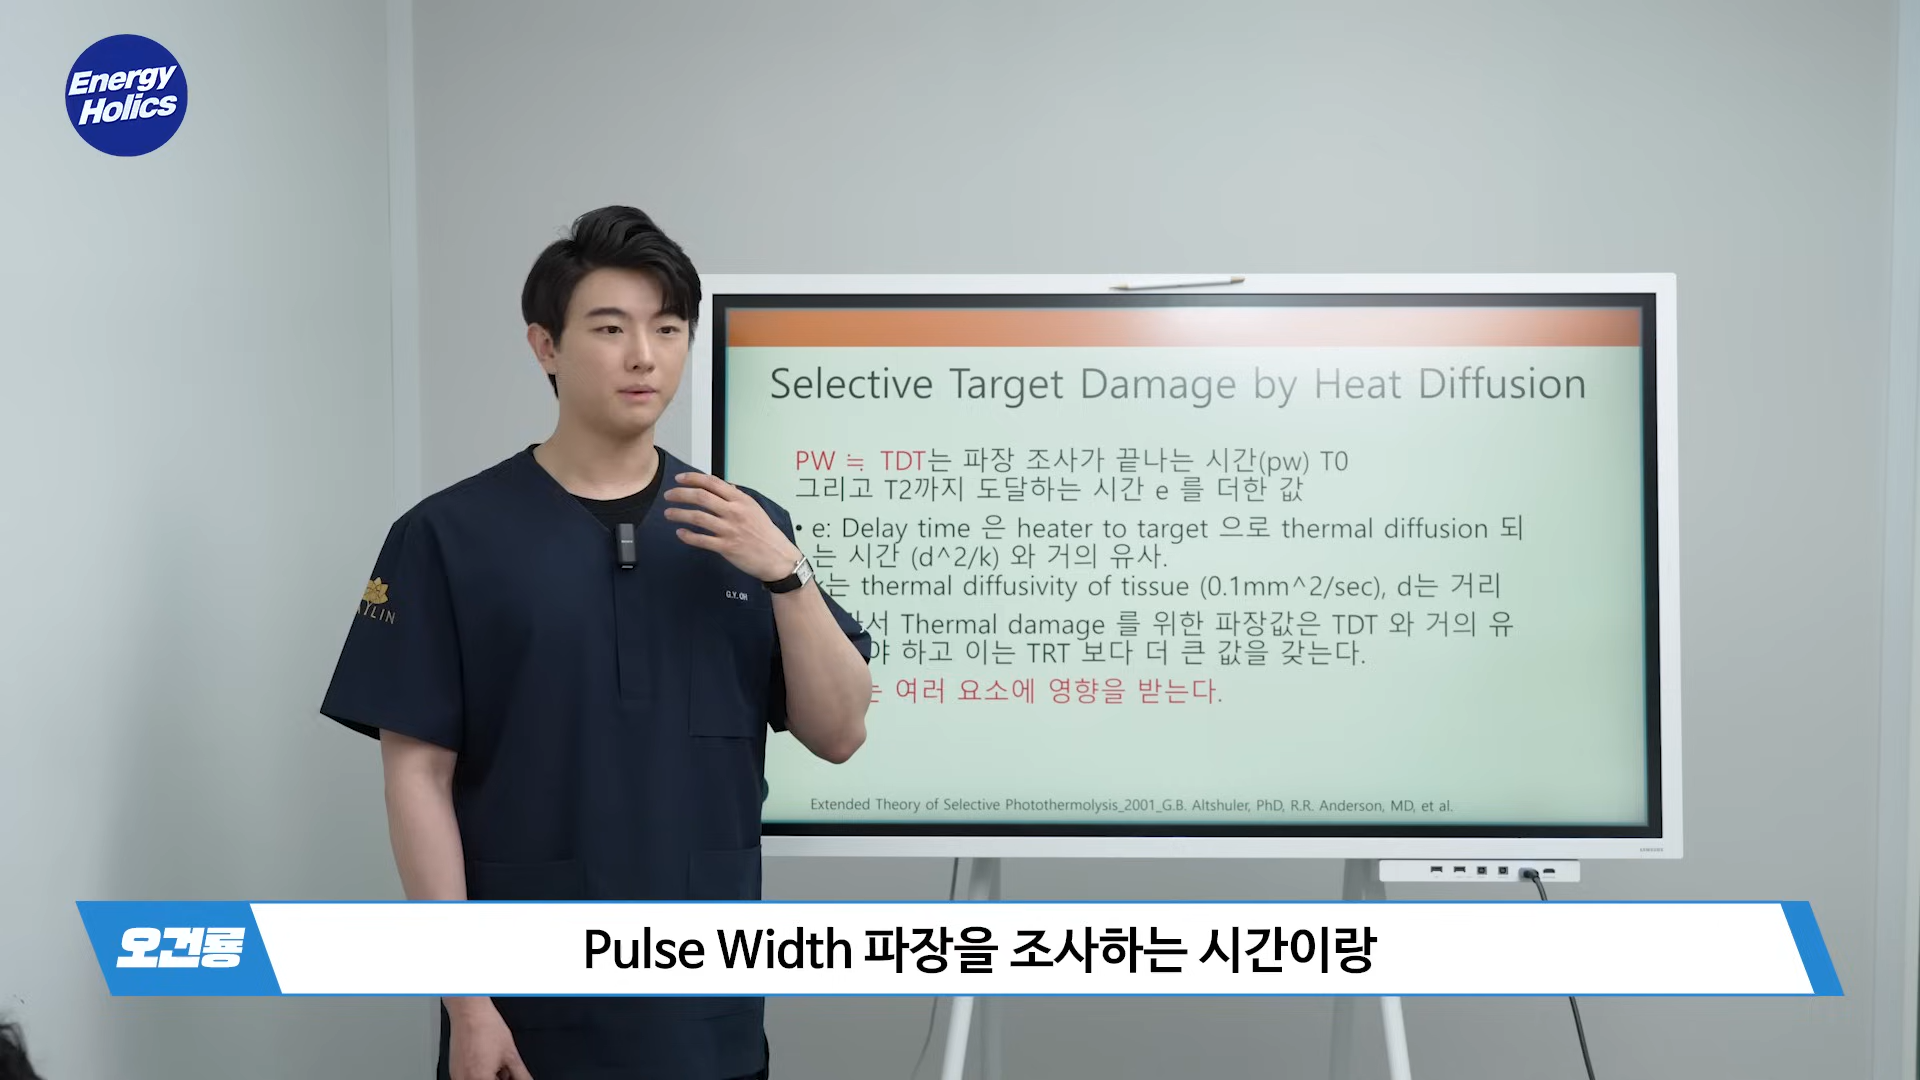 Energy
Holics
Selective Target Damage by Heat Diffusion
PW ≒ TDT는 파장 조사가 끝나는 시간(pw) T0
그리고 T2까지 도달하는 시간 e 를 더한 값
• e: Delay time 은 heater to target 으로 thermal diffusion 되
는 시간 (d^2/k) 와 거의 유사.
는 thermal diffusivity of tissue (0.1mm^2/sec), d는 거리
서 Thermal damage 를 위한 파장값은 TDT 와 거의 유
야 하고 이는 TRT 보다 더 큰 값을 갖는다.
는 여러 요소에 영향을 받는다.
Extended Theory of Selective Photothermolysis_2001_G.B. Altshuler, PhD, R.R. Anderson, MD, et al.
G.Y. OH
YLIN
SAMSUNG
오건룡
Pulse Width 파장을 조사하는 시간이랑